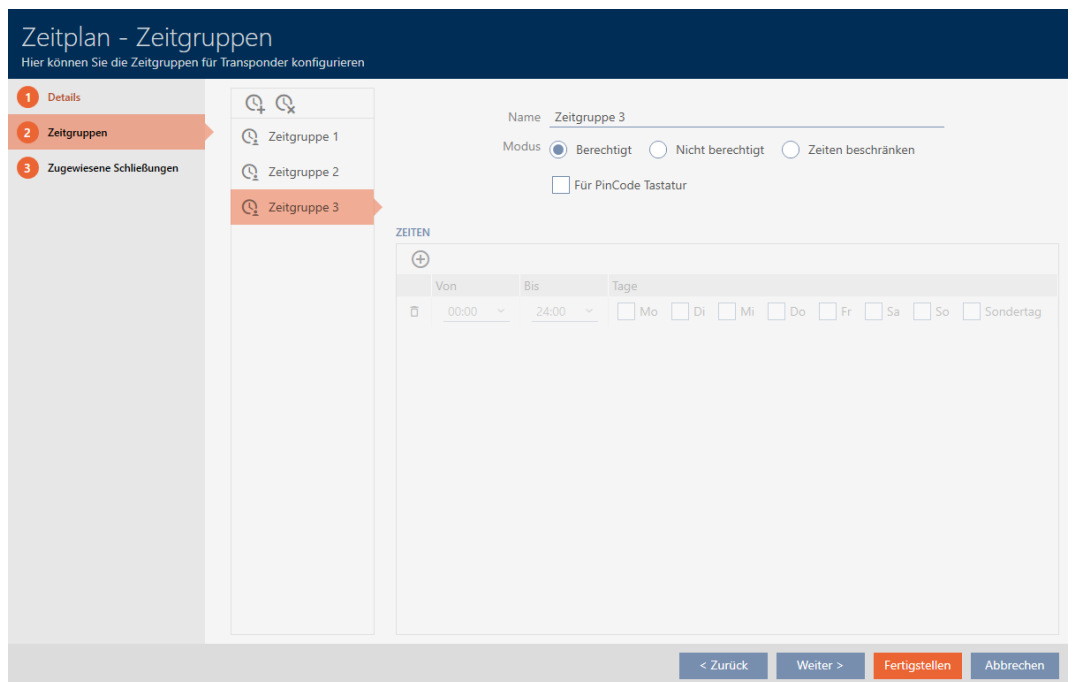 Zeitplan - Zeitgruppen
Hier können Sie die Zeitgruppen für Transponder konfigurieren
1 Details
2 Zeitgruppen
3 Zugewiesene Schließungen
Zeitgruppe 1
Zeitgruppe 2
Zeitgruppe 3
Name Zeitgruppe 3
Modus Berechtigt Nicht berechtigt Zeiten beschränken
Für PinCode Tastatur
ZEITEN
Von Bis Tage
00:00 24:00 Mo Di Mi Do Fr Sa So Sondertag
< Zurück Weiter > Fertigstellen Abbrechen